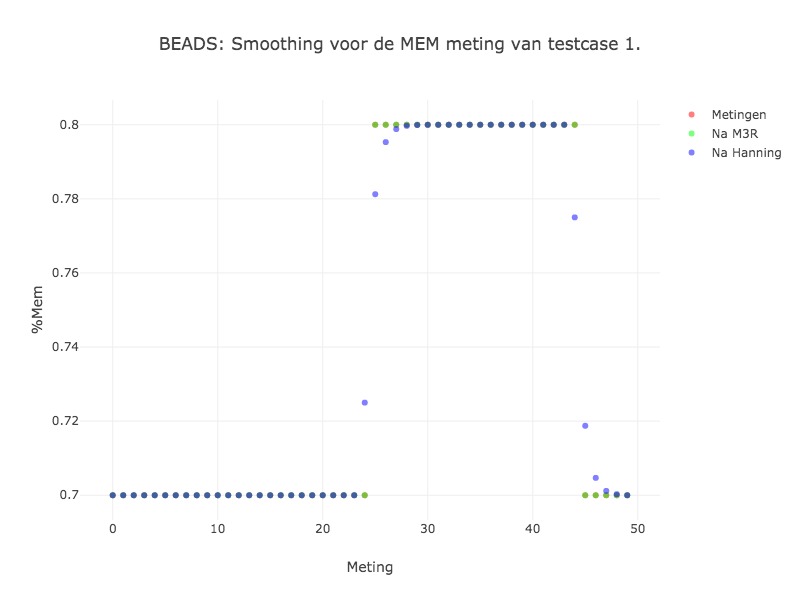 BEADS: Smoothing voor de MEM meting van testcase 1.
Metingen
Na M3R
Na Hanning
0.8
0.78
0.76
0.74
0.72
0.7
%Mem
0 10 20 30 40 50
Meting